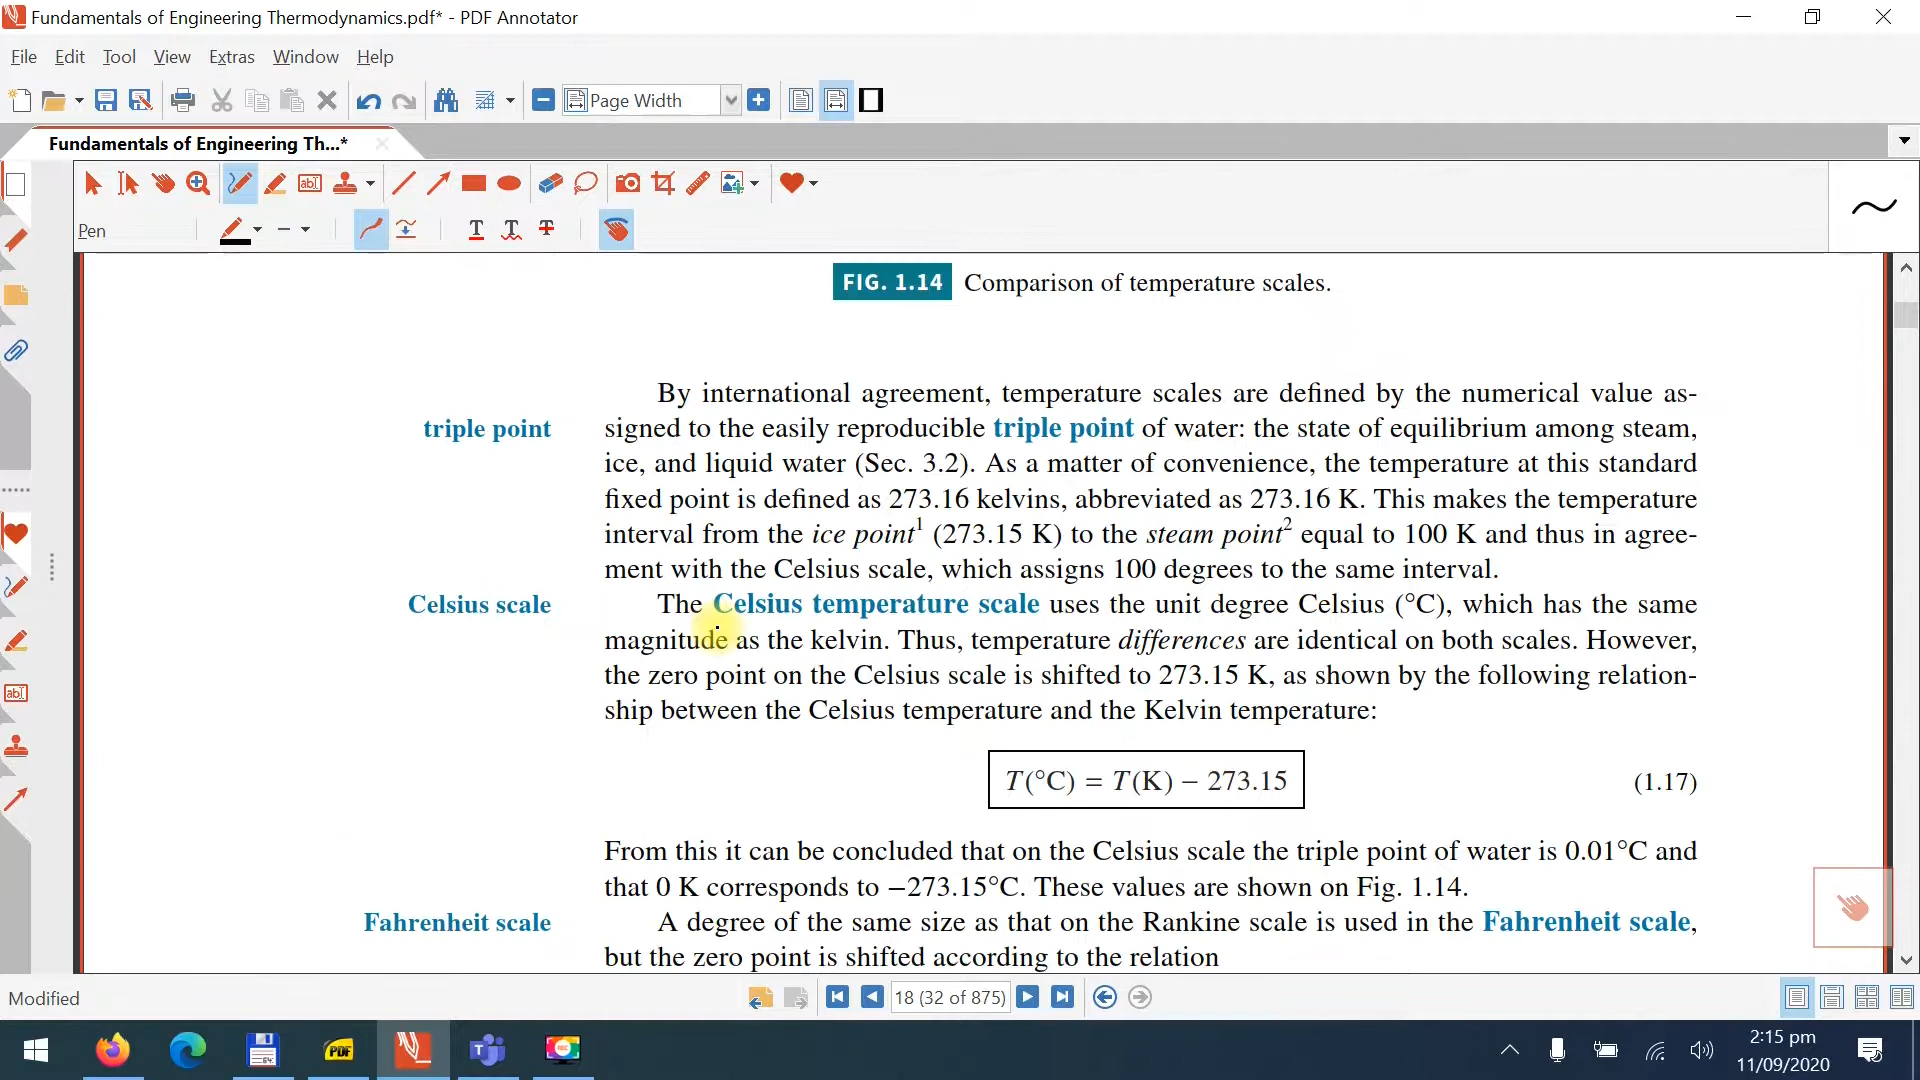 Fundamentals of Engineering Thermodynamics.pdf* - PDF Annotator
File Edit Tool View Extras Window Help
Page Width
Fundamentals of Engineering Th...*
Pen
FIG. 1.14 Comparison of temperature scales.
By international agreement, temperature scales are defined by the numerical value as-
triple point signed to the easily reproducible triple point of water: the state of equilibrium among steam,
ice, and liquid water (Sec. 3.2). As a matter of convenience, the temperature at this standard
fixed point is defined as 273.16 kelvins, abbreviated as 273.16 K. This makes the temperature
interval from the ice point¹ (273.15 K) to the steam point² equal to 100 K and thus in agree-
ment with the Celsius scale, which assigns 100 degrees to the same interval.
Celsius scale The Celsius temperature scale uses the unit degree Celsius (°C), which has the same
magnitude as the kelvin. Thus, temperature differences are identical on both scales. However,
the zero point on the Celsius scale is shifted to 273.15 K, as shown by the following relation-
ship between the Celsius temperature and the Kelvin temperature:
T(°C) = T(K) − 273.15 (1.17)
From this it can be concluded that on the Celsius scale the triple point of water is 0.01°C and
that 0 K corresponds to −273.15°C. These values are shown on Fig. 1.14.
Fahrenheit scale A degree of the same size as that on the Rankine scale is used in the Fahrenheit scale,
but the zero point is shifted according to the relation
Modified 18 (32 of 875)
2:15 pm
11/09/2020